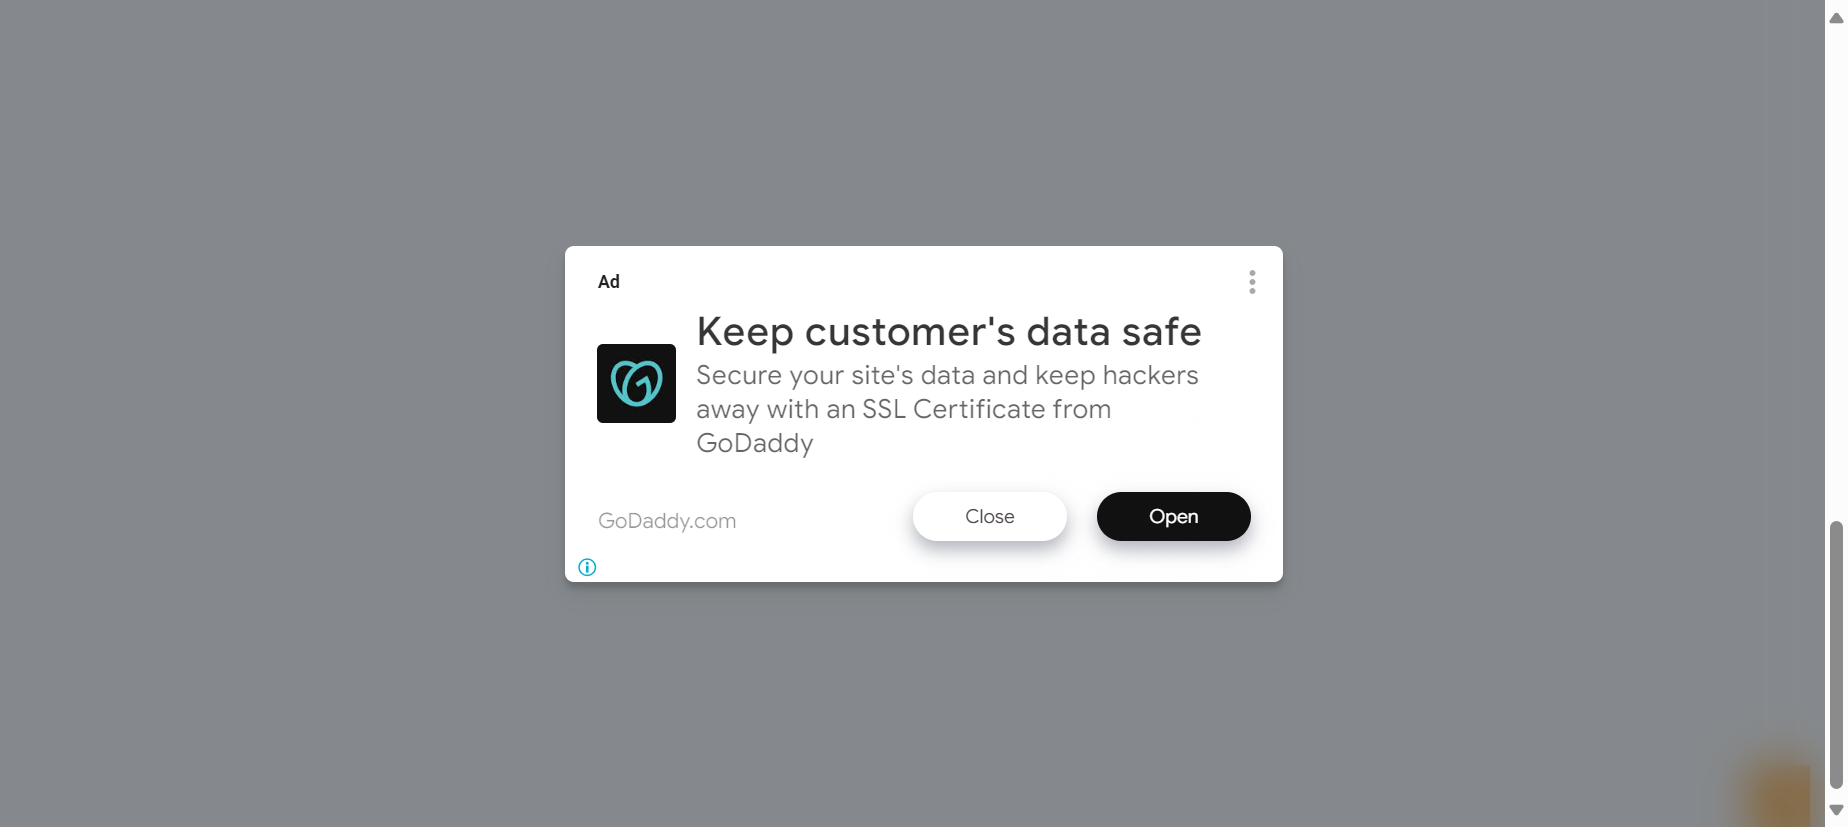 Ad
Keep customer's data safe
Secure your site's data and keep hackers
away with an SSL Certificate from
GoDaddy
GoDaddy.com
Close
Open